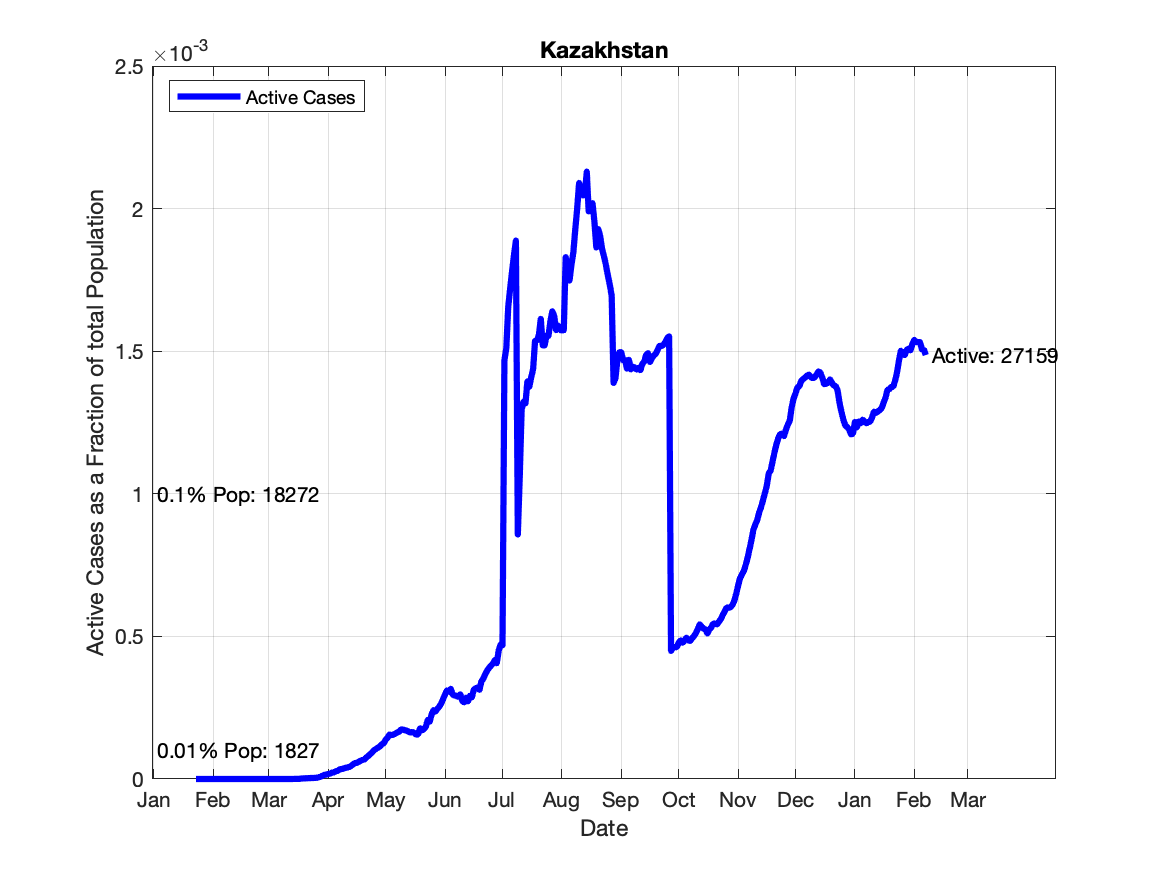 Kazakhstan
×10-3
2.5
2
1.5
1
0.5
0
Active Cases
Active: 27159
0.1% Pop: 18272
0.01% Pop: 1827
Active Cases as a Fraction of total Population
Jan Feb Mar Apr May Jun Jul Aug Sep Oct Nov Dec Jan Feb Mar
Date